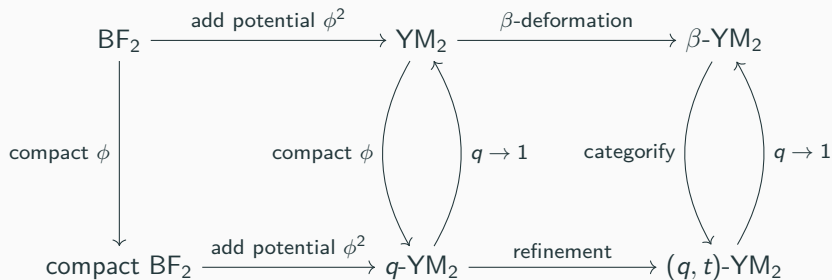 add potential ϕ² β-deformation
BF₂ YM₂ β-YM₂
compact ϕ compact ϕ q → 1 categorify q → 1
add potential ϕ² refinement
compact BF₂ q-YM₂ (q, t)-YM₂